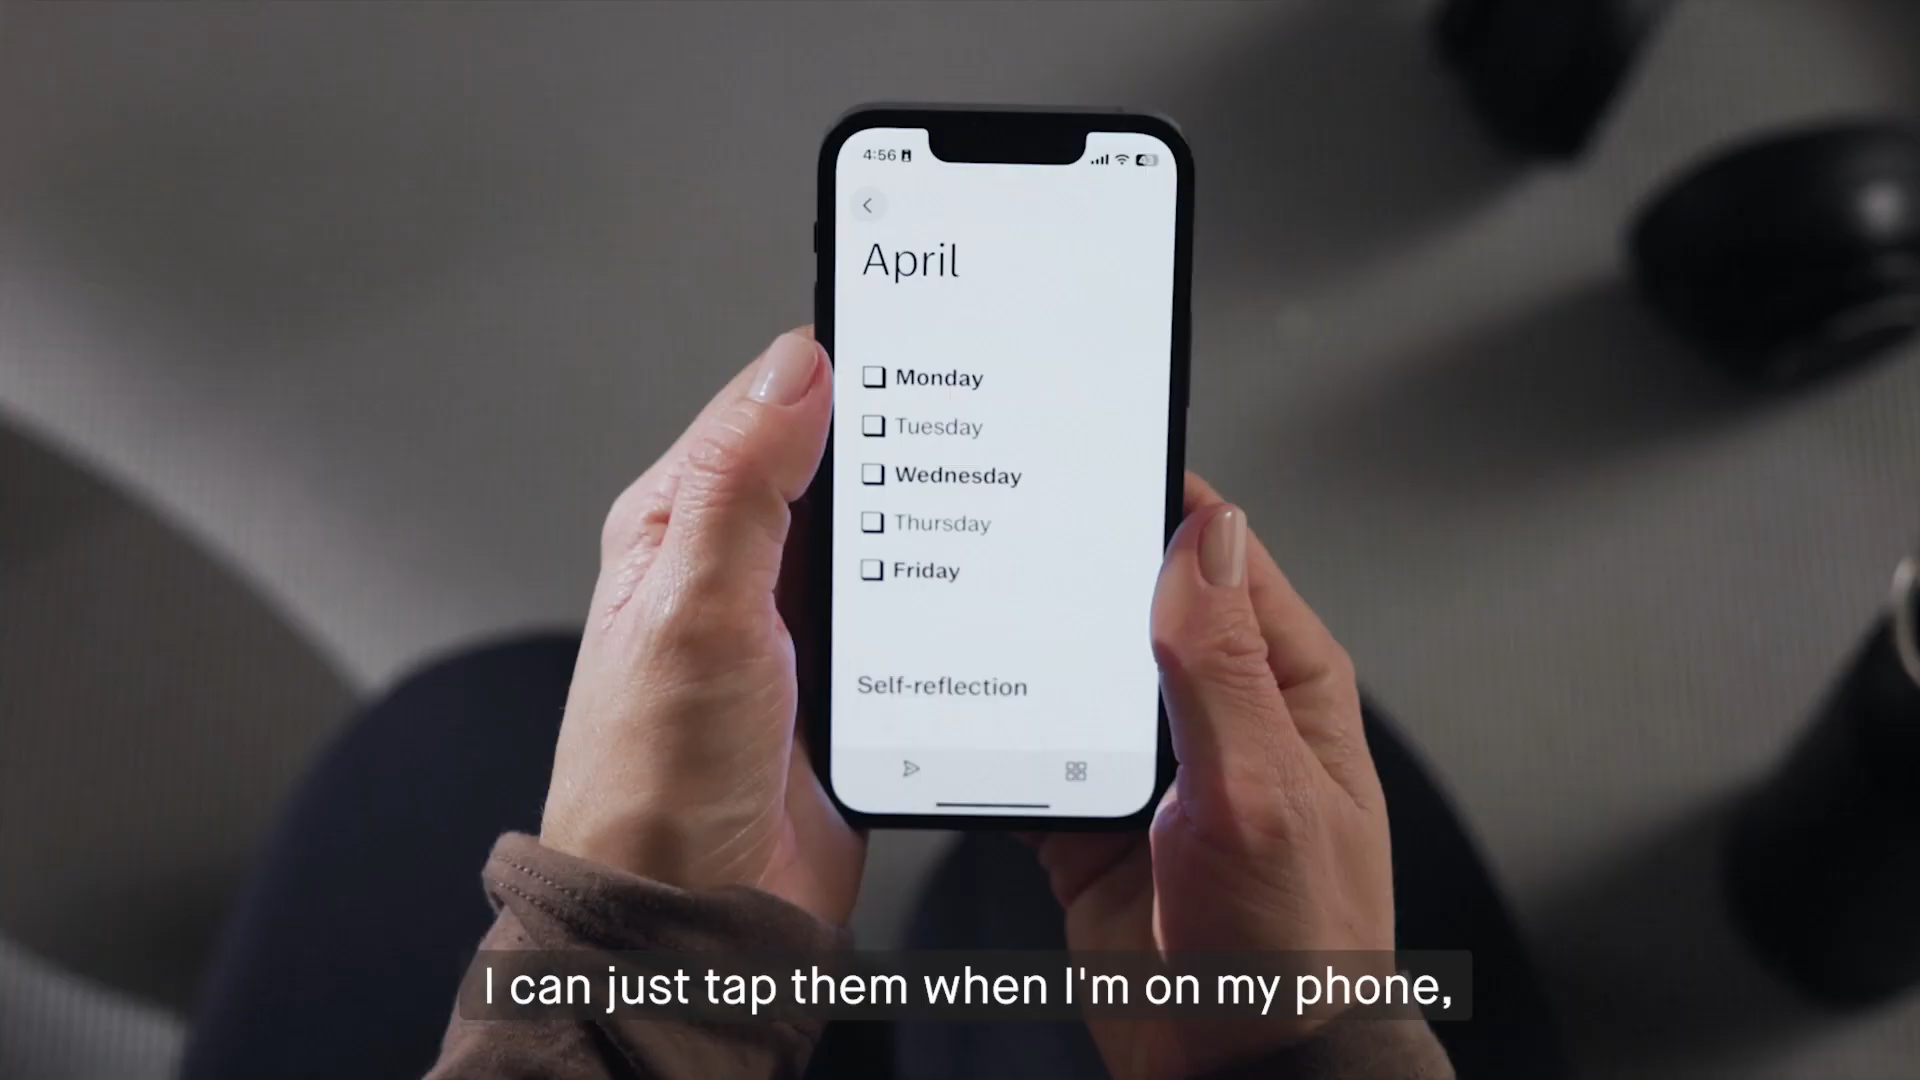 4:56
April
Monday
Tuesday
Wednesday
Thursday
Friday
Self-reflection
I can just tap them when I'm on my phone,